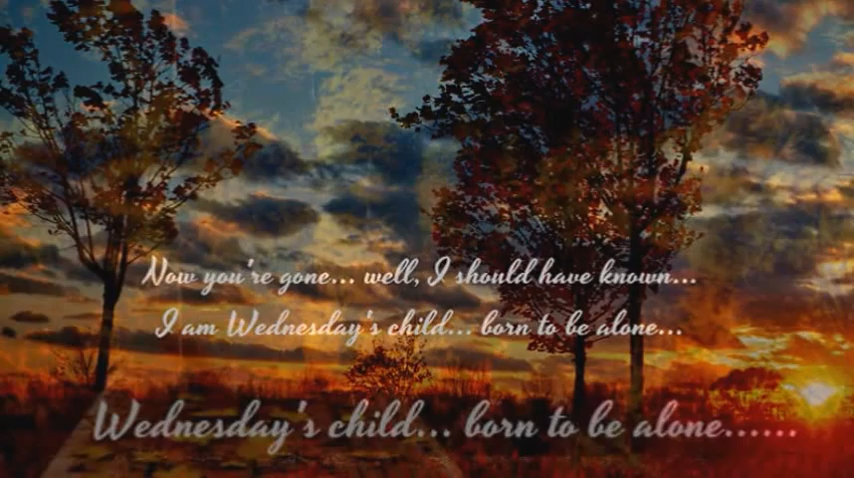 Now you're gone... well, I should have known...
I am Wednesday's child... born to be alone...
Wednesday's child... born to be alone......